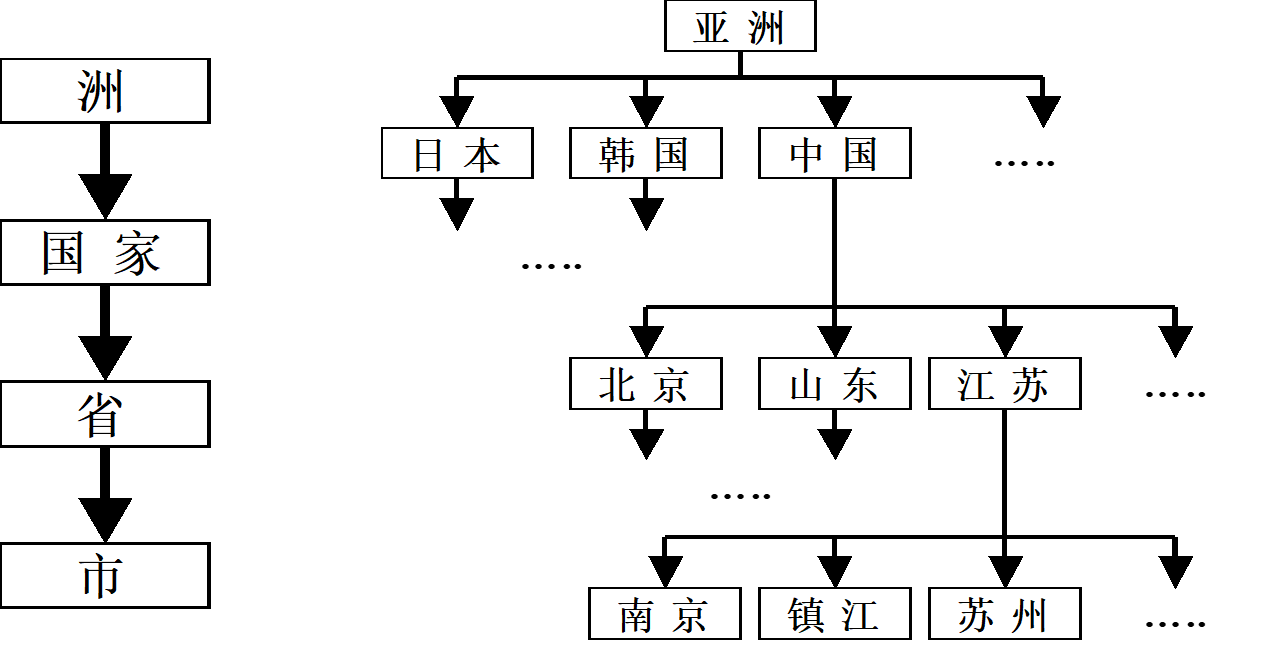 亚洲
洲
日本 韩国 中国 .....
国家
.....
北京 山东 江苏 .....
省
.....
市
南京 镇江 苏州 .....